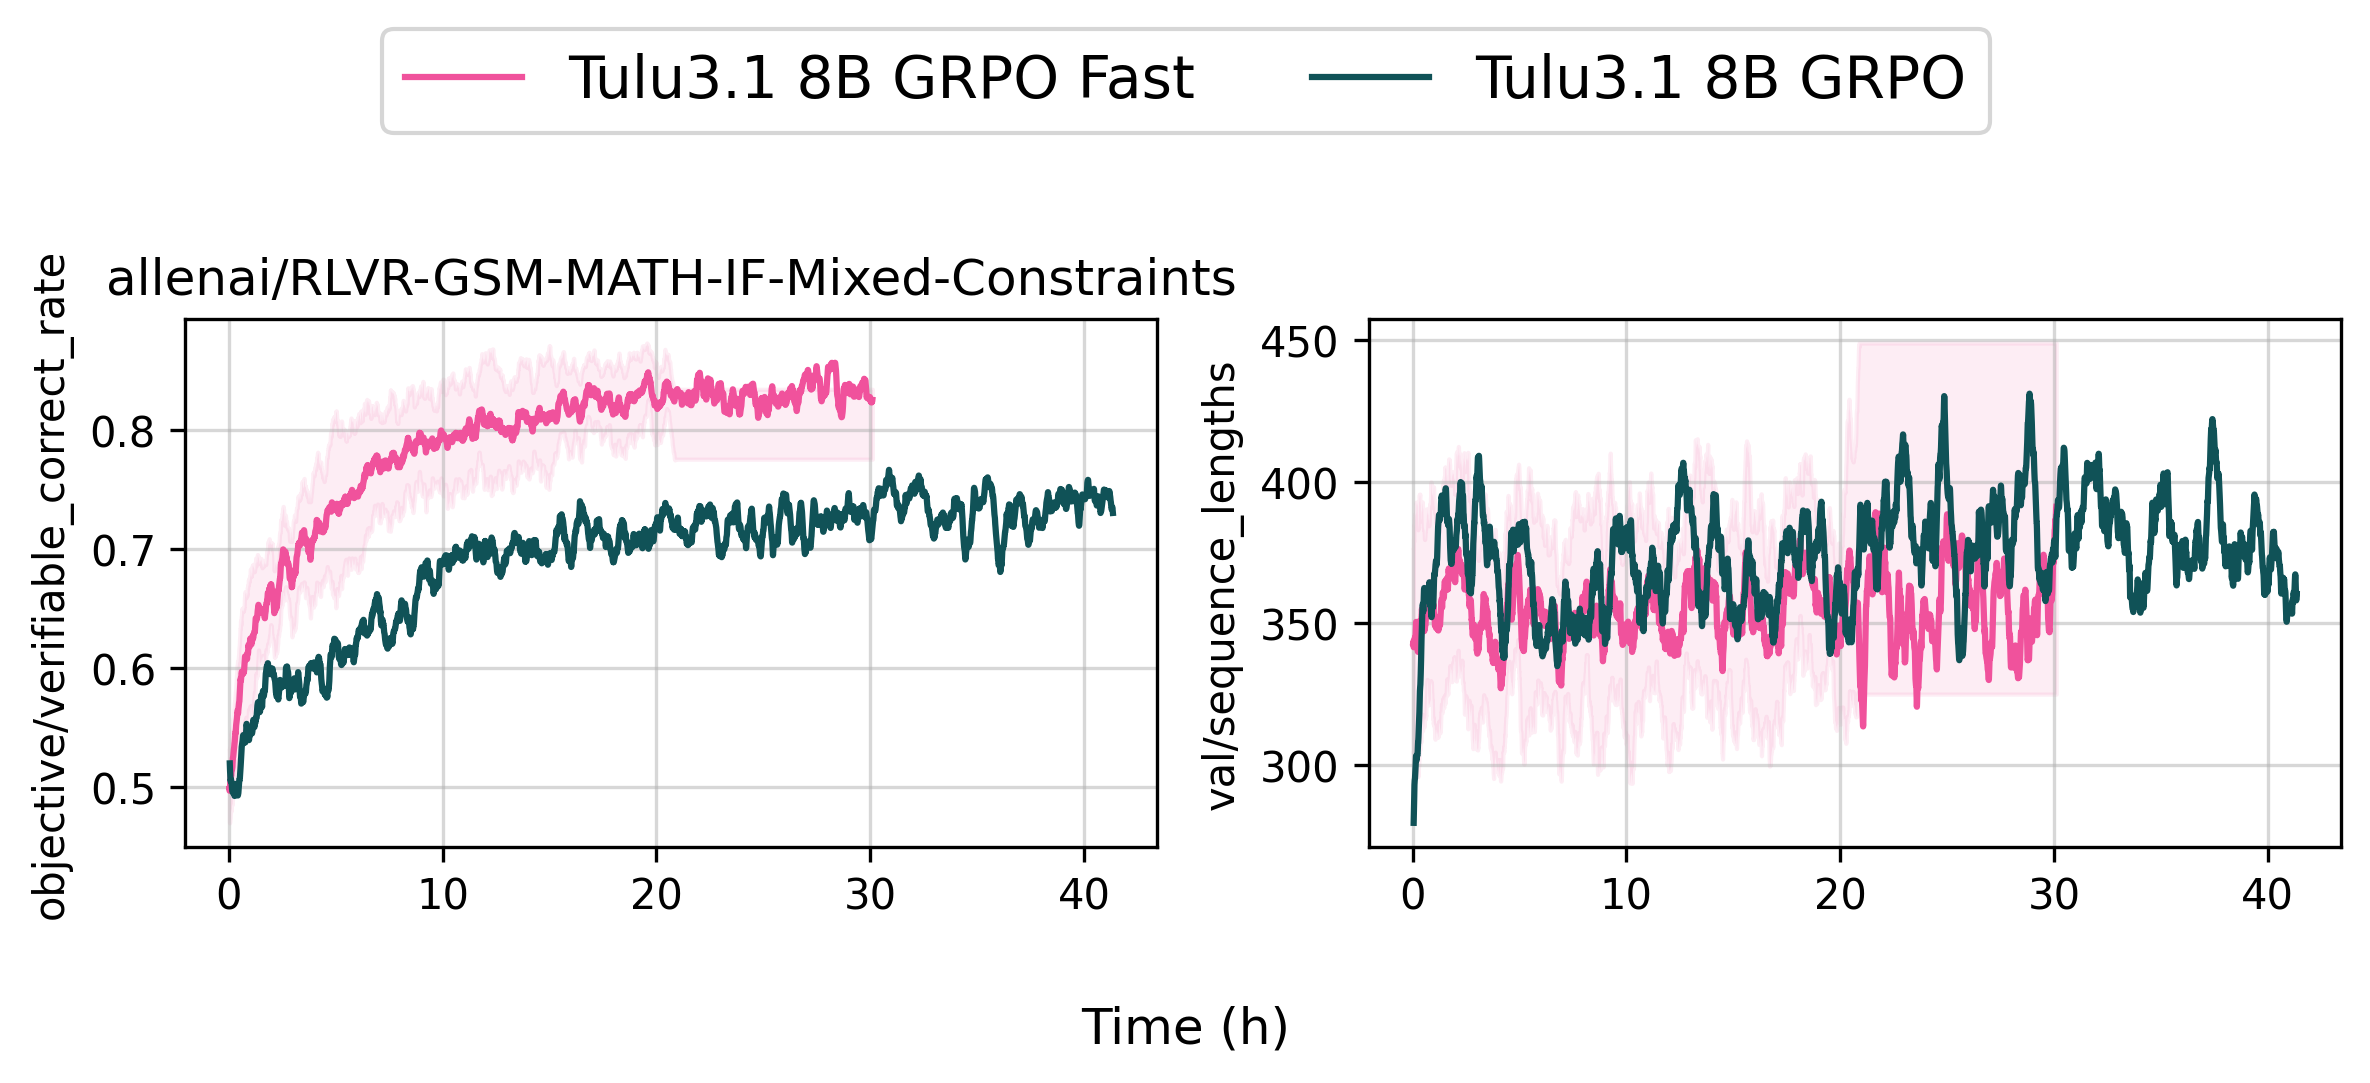 Tulu3.1 8B GRPO Fast Tulu3.1 8B GRPO
allenai/RLVR-GSM-MATH-IF-Mixed-Constraints
objective/verifiable_correct_rate
0.8
0.7
0.6
0.5
0 10 20 30 40
val/sequence_lengths
450
400
350
300
0 10 20 30 40
Time (h)